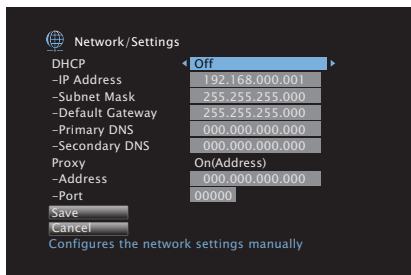 Network/Settings
DHCP Off
-IP Address 192.168.000.001
-Subnet Mask 255.255.255.000
-Default Gateway 255.255.255.000
-Primary DNS 000.000.000.000
-Secondary DNS 000.000.000.000
Proxy On(Address)
-Address 000.000.000.000
-Port 00000
Save
Cancel
Configures the network settings manually